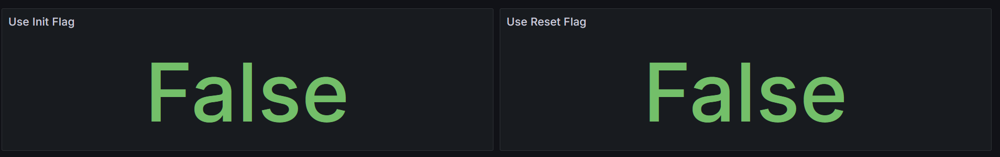 Use Init Flag
False
Use Reset Flag
False